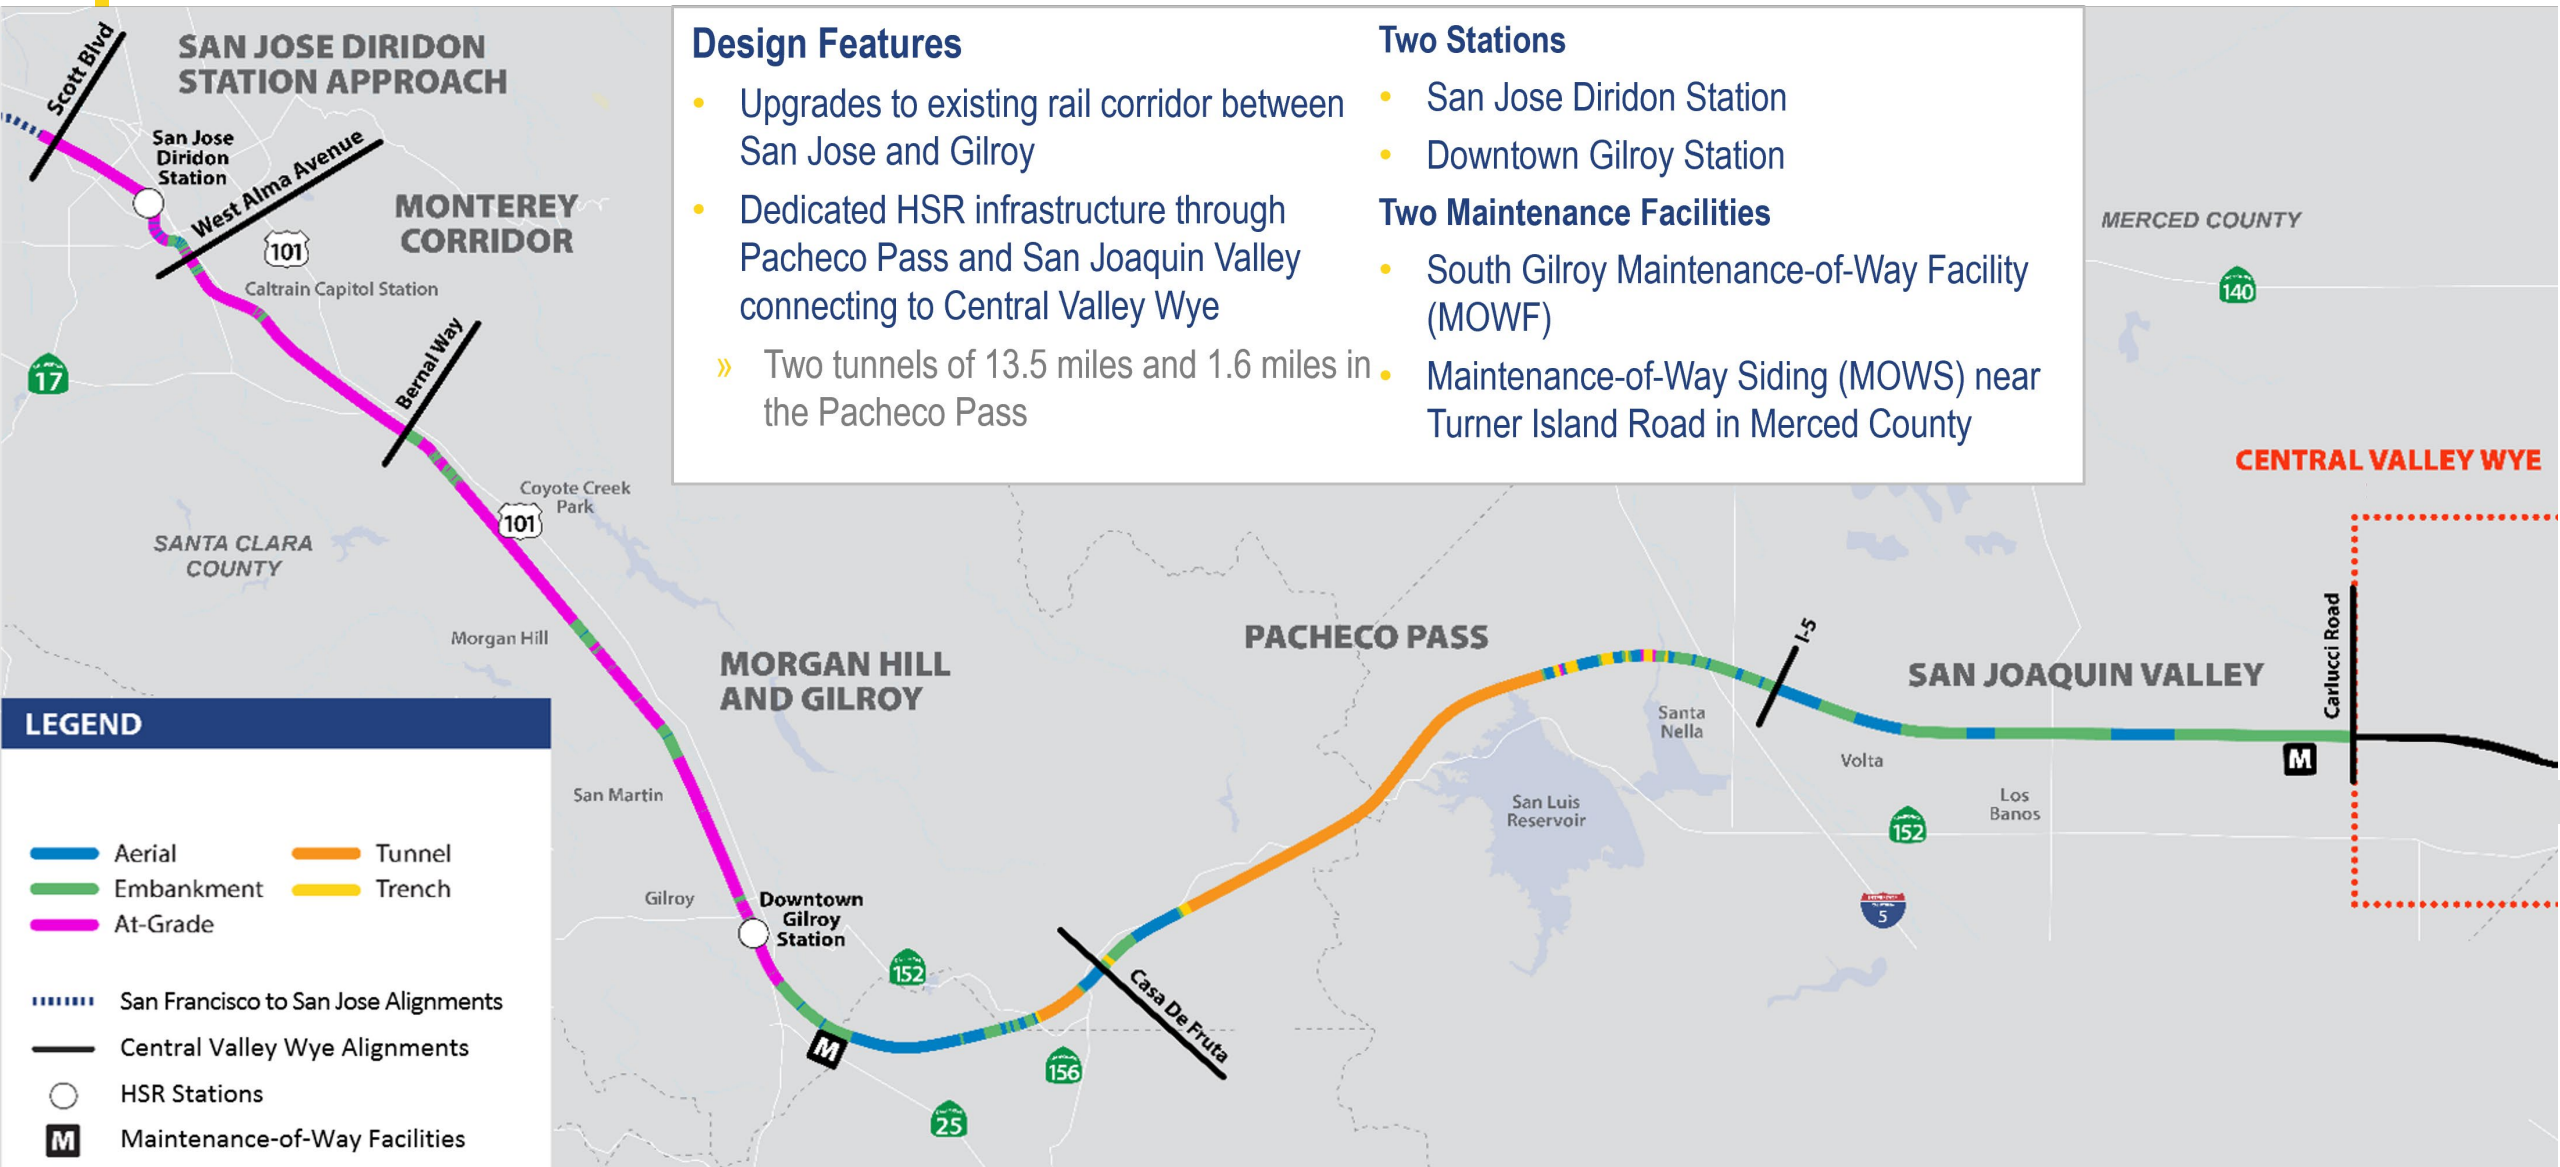 SAN JOSE DIRIDON
STATION APPROACH
Scott Blvd
San Jose
Diridon
Station
West Alma Avenue
MONTEREY
CORRIDOR
101
Caltrain Capitol Station
17
Bernal Way
Coyote Creek
Park
101
SANTA CLARA
COUNTY
Morgan Hill
MORGAN HILL
AND GILROY
San Martin
Gilroy
Downtown
Gilroy
Station
152
M
156
25
Casa De Fruta
Design Features
• Upgrades to existing rail corridor between
San Jose and Gilroy
• Dedicated HSR infrastructure through
Pacheco Pass and San Joaquin Valley
connecting to Central Valley Wye
» Two tunnels of 13.5 miles and 1.6 miles in
the Pacheco Pass
Two Stations
• San Jose Diridon Station
• Downtown Gilroy Station
Two Maintenance Facilities
• South Gilroy Maintenance-of-Way Facility
(MOWF)
• Maintenance-of-Way Siding (MOWS) near
Turner Island Road in Merced County
MERCED COUNTY
140
CENTRAL VALLEY WYE
PACHECO PASS
I-5
SAN JOAQUIN VALLEY
Carlucci Road
Santa
Nella
Volta
M
San Luis
Reservoir
Los
Banos
152
5
LEGEND
Aerial
Tunnel
Embankment
Trench
At-Grade
San Francisco to San Jose Alignments
Central Valley Wye Alignments
HSR Stations
M Maintenance-of-Way Facilities